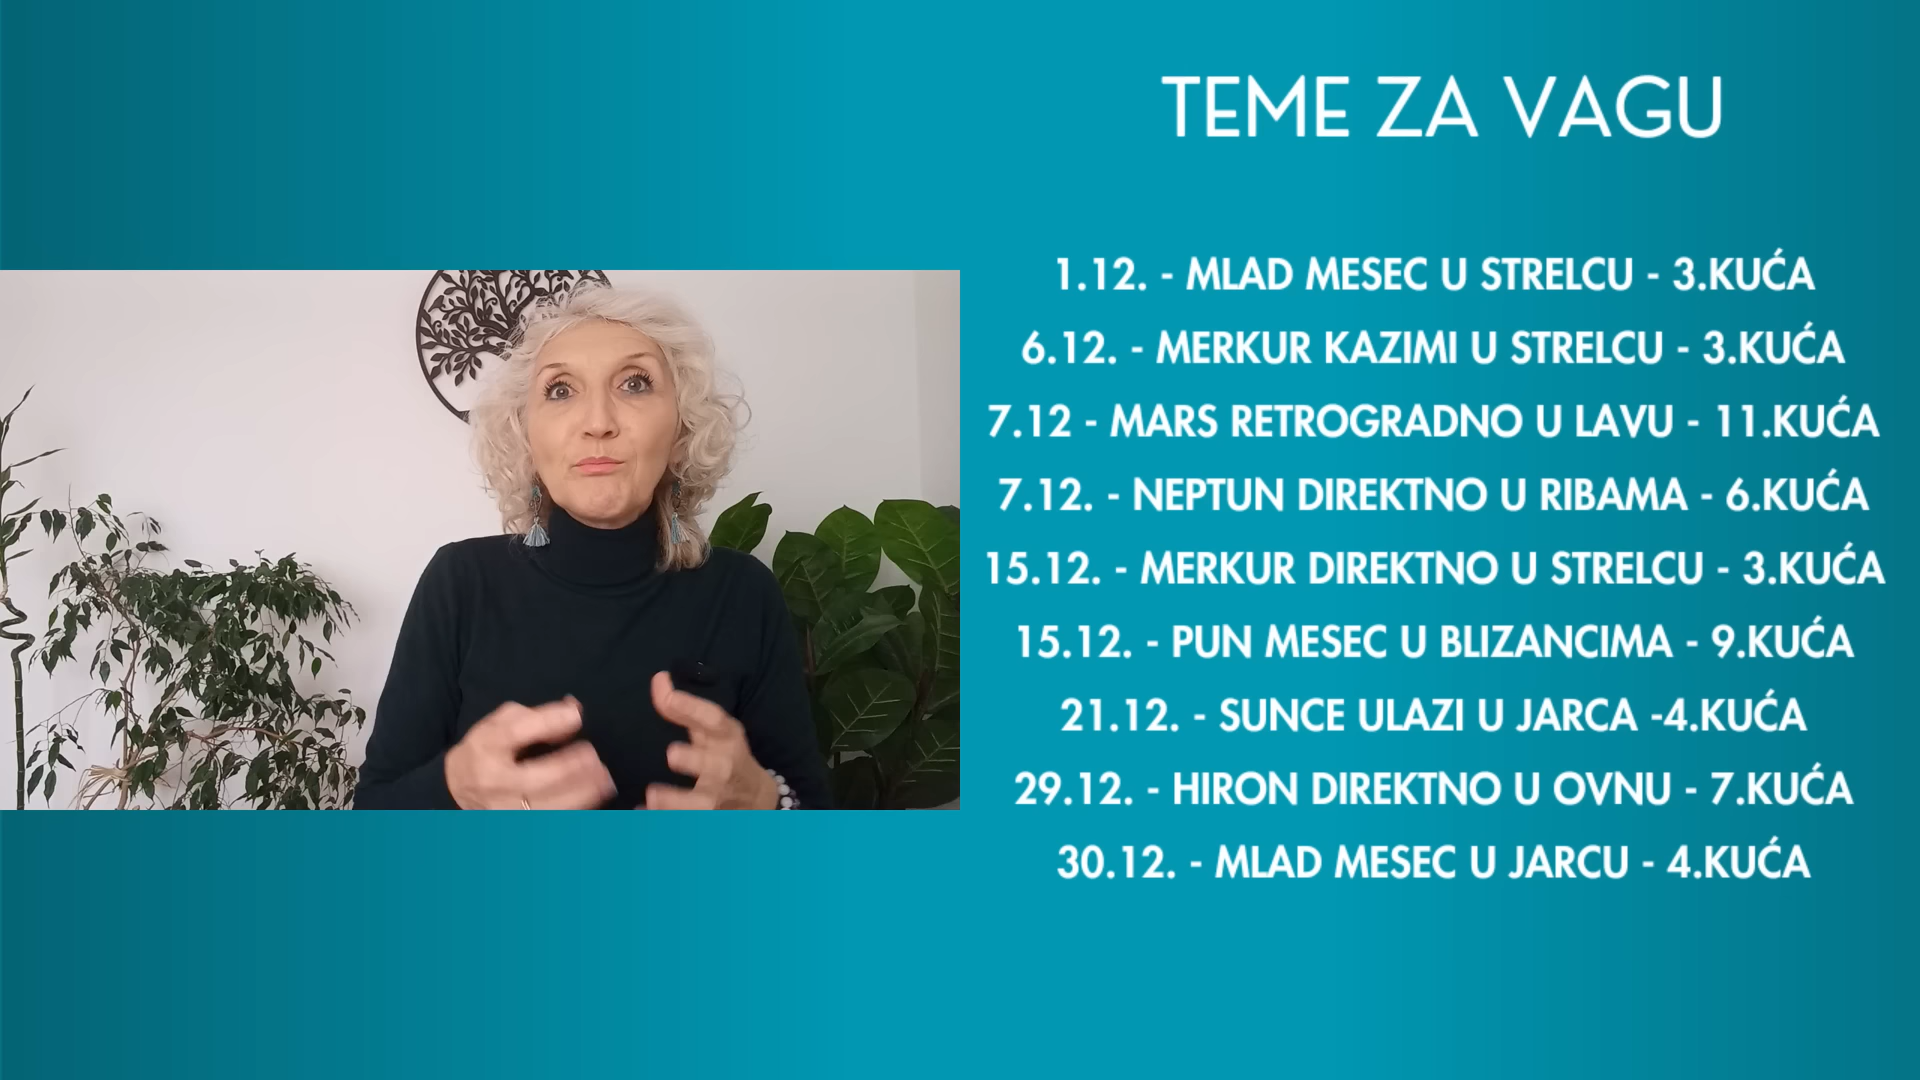 TEME ZA VAGU
1.12. - MLAD MESEC U STRELCU - 3.KUĆA
6.12. - MERKUR KAZIMI U STRELCU - 3.KUĆA
7.12 - MARS RETROGRADNO U LAVU - 11.KUĆA
7.12. - NEPTUN DIREKTNO U RIBAMA - 6.KUĆA
15.12. - MERKUR DIREKTNO U STRELCU - 3.KUĆA
15.12. - PUN MESEC U BLIZANCIMA - 9.KUĆA
21.12. - SUNCE ULAZI U JARCA -4.KUĆA
29.12. - HIRON DIREKTNO U OVNU - 7.KUĆA
30.12. - MLAD MESEC U JARCU - 4.KUĆA